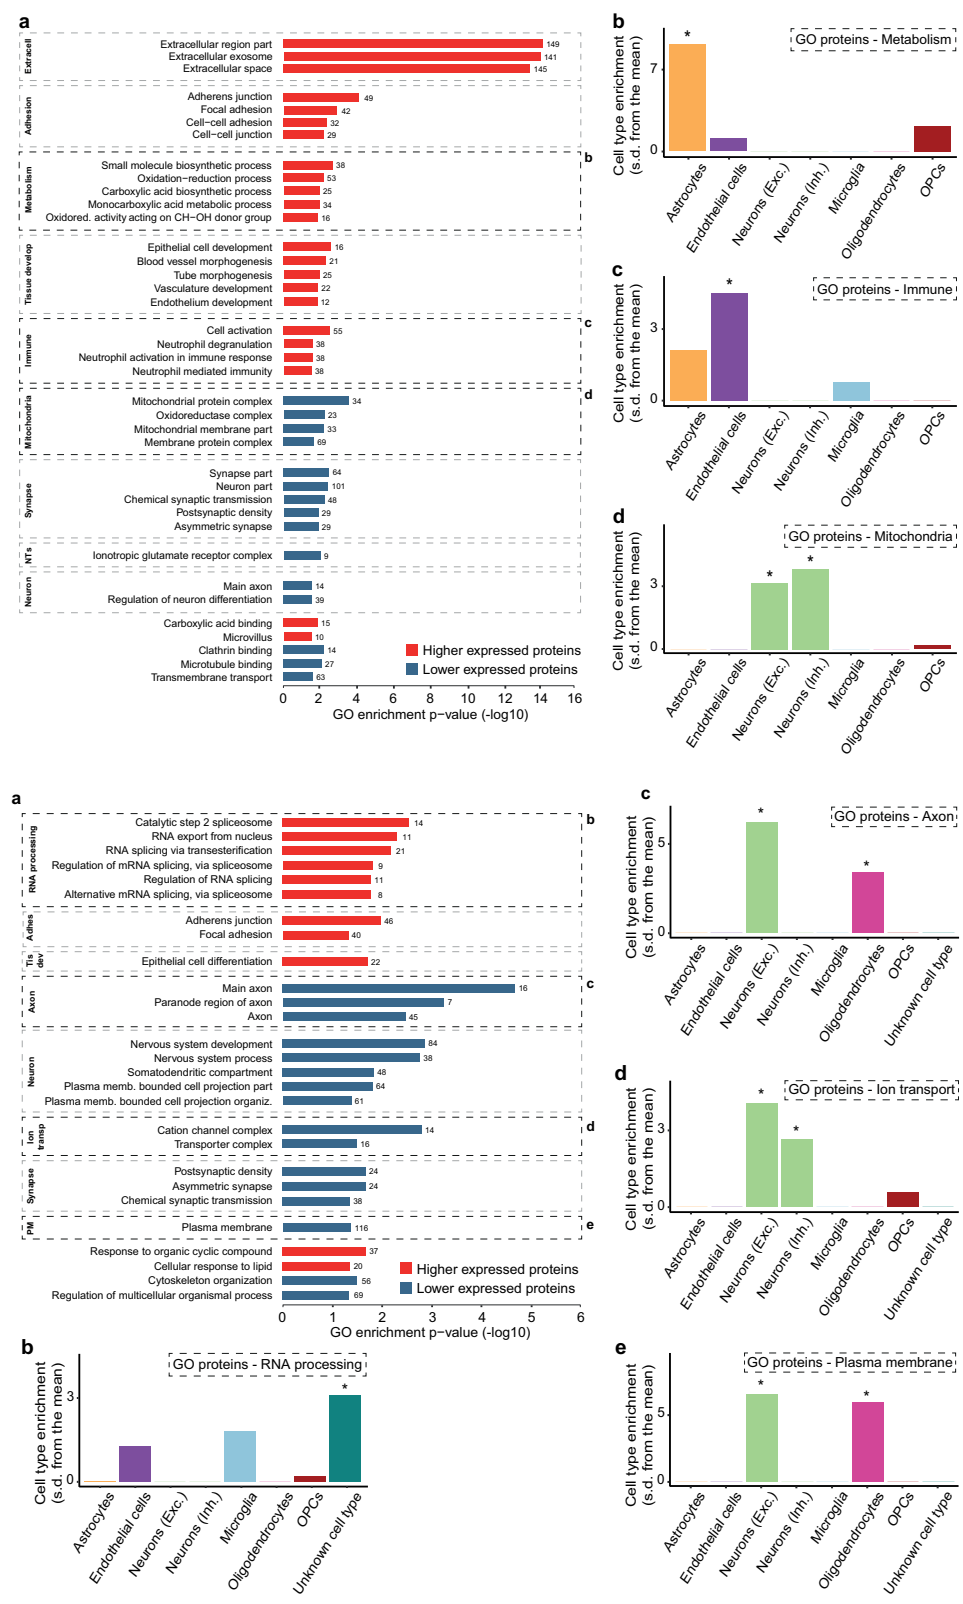 a
Extracell
Extracellular region part 149
Extracellular exosome 141
Extracellular space 145
Adhesion
Adherens junction 49
Focal adhesion 42
Cell−cell adhesion 32
Cell−cell junction 29
b
Metabolism
Small molecule biosynthetic process 38
Oxidation−reduction process 53
Carboxylic acid biosynthetic process 25
Monocarboxylic acid metabolic process 34
Oxidored. activity acting on CH−OH donor group 16
Tissue develop
Epithelial cell development 16
Blood vessel morphogenesis 21
Tube morphogenesis 25
Vasculature development 22
Endothelium development 12
c
Immune
Cell activation 55
Neutrophil degranulation 38
Neutrophil activation in immune response 38
Neutrophil mediated immunity 38
d
Mitochondria
Mitochondrial protein complex 34
Oxidoreductase complex 23
Mitochondrial membrane part 33
Membrane protein complex 69
Synapse
Synapse part 64
Neuron part 101
Chemical synaptic transmission 48
Postsynaptic density 29
Asymmetric synapse 29
NTs
Ionotropic glutamate receptor complex 9
Neuron
Main axon 14
Regulation of neuron differentiation 39
Carboxylic acid binding 15
Microvillus 10
Clathrin binding 14
Microtubule binding 27
Transmembrane transport 63
Higher expressed proteins
Lower expressed proteins
0 2 4 6 8 10 12 14 16
GO enrichment p−value (-log10)
b
GO proteins - Metabolism
Cell type enrichment
(s.d. from the mean)
7
0
*
Astrocytes
Endothelial cells
Neurons (Exc.)
Neurons (Inh.)
Microglia
Oligodendrocytes
OPCs
c
GO proteins - Immune
Cell type enrichment
(s.d. from the mean)
3
0
*
Astrocytes
Endothelial cells
Neurons (Exc.)
Neurons (Inh.)
Microglia
Oligodendrocytes
OPCs
d
GO proteins - Mitochondria
Cell type enrichment
(s.d. from the mean)
3
0
* *
Astrocytes
Endothelial cells
Neurons (Exc.)
Neurons (Inh.)
Microglia
Oligodendrocytes
OPCs
a
b
RNA processing
Catalytic step 2 spliceosome 14
RNA export from nucleus 11
RNA splicing via transesterification 21
Regulation of mRNA splicing, via spliceosome 9
Regulation of RNA splicing 11
Alternative mRNA splicing, via spliceosome 8
Adhes
Adherens junction 46
Focal adhesion 40
Tis
dev
Epithelial cell differentiation 22
c
Axon
Main axon 16
Paranode region of axon 7
Axon 45
Neuron
Nervous system development 84
Nervous system process 38
Somatodendritic compartment 48
Plasma memb. bounded cell projection part 64
Plasma memb. bounded cell projection organiz. 61
d
Ion
transp
Cation channel complex 14
Transporter complex 16
Synapse
Postsynaptic density 24
Asymmetric synapse 24
Chemical synaptic transmission 38
e
PM
Plasma membrane 116
Response to organic cyclic compound 37
Cellular response to lipid 20
Cytoskeleton organization 56
Regulation of multicellular organismal process 69
Higher expressed proteins
Lower expressed proteins
0 1 2 3 4 5 6
GO enrichment p−value (-log10)
c
GO proteins - Axon
Cell type enrichment
(s.d. from the mean)
5
0
* *
Astrocytes
Endothelial cells
Neurons (Exc.)
Neurons (Inh.)
Microglia
Oligodendrocytes
OPCs
Unknown cell type
d
GO proteins - Ion transport
Cell type enrichment
(s.d. from the mean)
3
0
* *
Astrocytes
Endothelial cells
Neurons (Exc.)
Neurons (Inh.)
Microglia
Oligodendrocytes
OPCs
Unknown cell type
b
GO proteins - RNA processing
Cell type enrichment
(s.d. from the mean)
3
0
*
Astrocytes
Endothelial cells
Neurons (Exc.)
Neurons (Inh.)
Microglia
Oligodendrocytes
OPCs
Unknown cell type
e
GO proteins - Plasma membrane
Cell type enrichment
(s.d. from the mean)
5
0
* *
Astrocytes
Endothelial cells
Neurons (Exc.)
Neurons (Inh.)
Microglia
Oligodendrocytes
OPCs
Unknown cell type